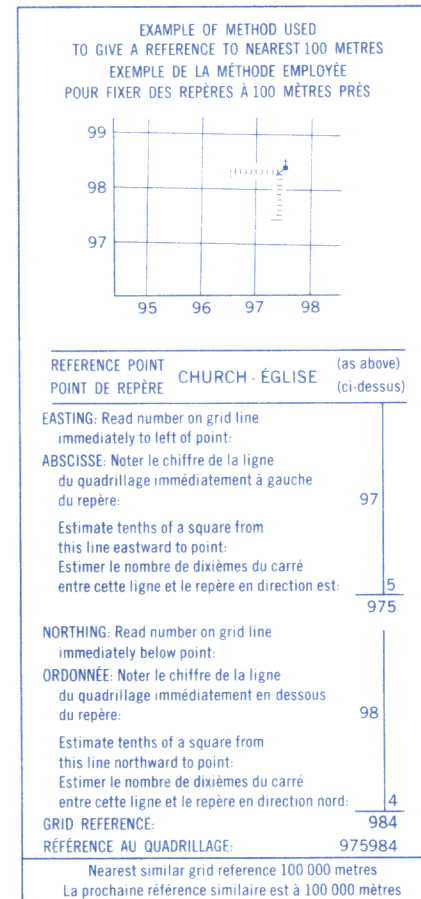 EXAMPLE OF METHOD USED
TO GIVE A REFERENCE TO NEAREST 100 METRES
EXEMPLE DE LA MÉTHODE EMPLOYÉE
POUR FIXER DES REPÈRES À 100 MÈTRES PRÈS
99
98
97
95 96 97 98
REFERENCE POINT
POINT DE REPÈRE
CHURCH - ÉGLISE
(as above)
(ci-dessus)
EASTING: Read number on grid line
immediately to left of point:
ABSCISSE: Noter le chiffre de la ligne
du quadrillage immédiatement à gauche
du repère: 97
Estimate tenths of a square from
this line eastward to point:
Estimer le nombre de dixièmes du carré
entre cette ligne et le repère en direction est: 5
975
NORTHING: Read number on grid line
immediately below point:
ORDONNÉE: Noter le chiffre de la ligne
du quadrillage immédiatement en dessous
du repère: 98
Estimate tenths of a square from
this line northward to point:
Estimer le nombre de dixièmes du carré
entre cette ligne et le repère en direction nord: 4
GRID REFERENCE: 984
RÉFÉRENCE AU QUADRILLAGE: 975984
Nearest similar grid reference 100 000 metres
La prochaine référence similaire est à 100 000 mètres